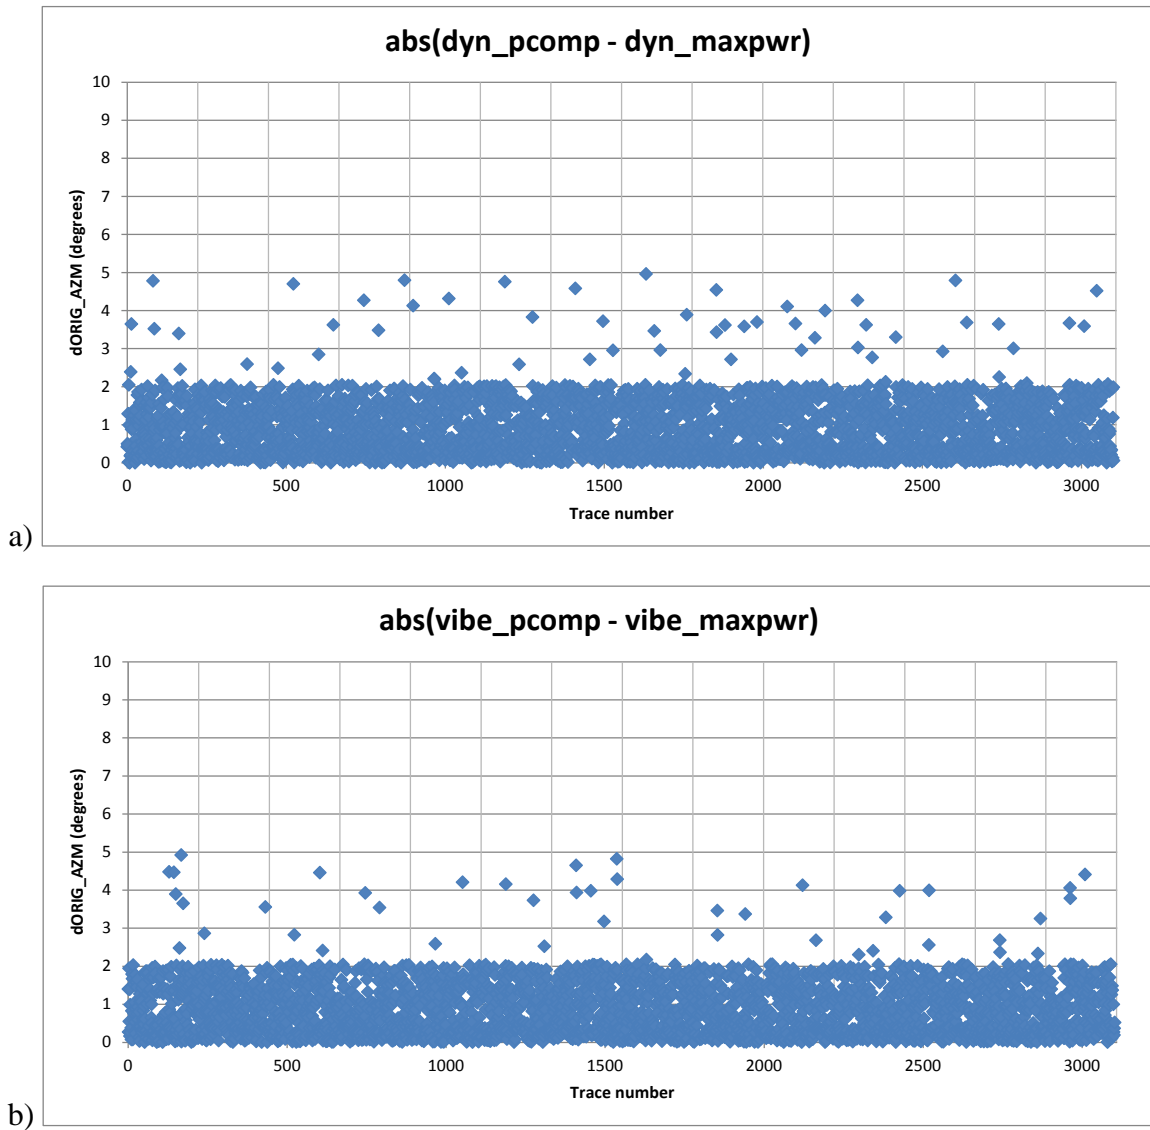 abs(dyn_pcomp - dyn_maxpwr)
10
9
8
7
6
5
4
3
2
1
0
dORIG_AZM (degrees)
0 500 1000 1500 2000 2500 3000
Trace number
a)
abs(vibe_pcomp - vibe_maxpwr)
10
9
8
7
6
5
4
3
2
1
0
dORIG_AZM (degrees)
0 500 1000 1500 2000 2500 3000
Trace number
b)